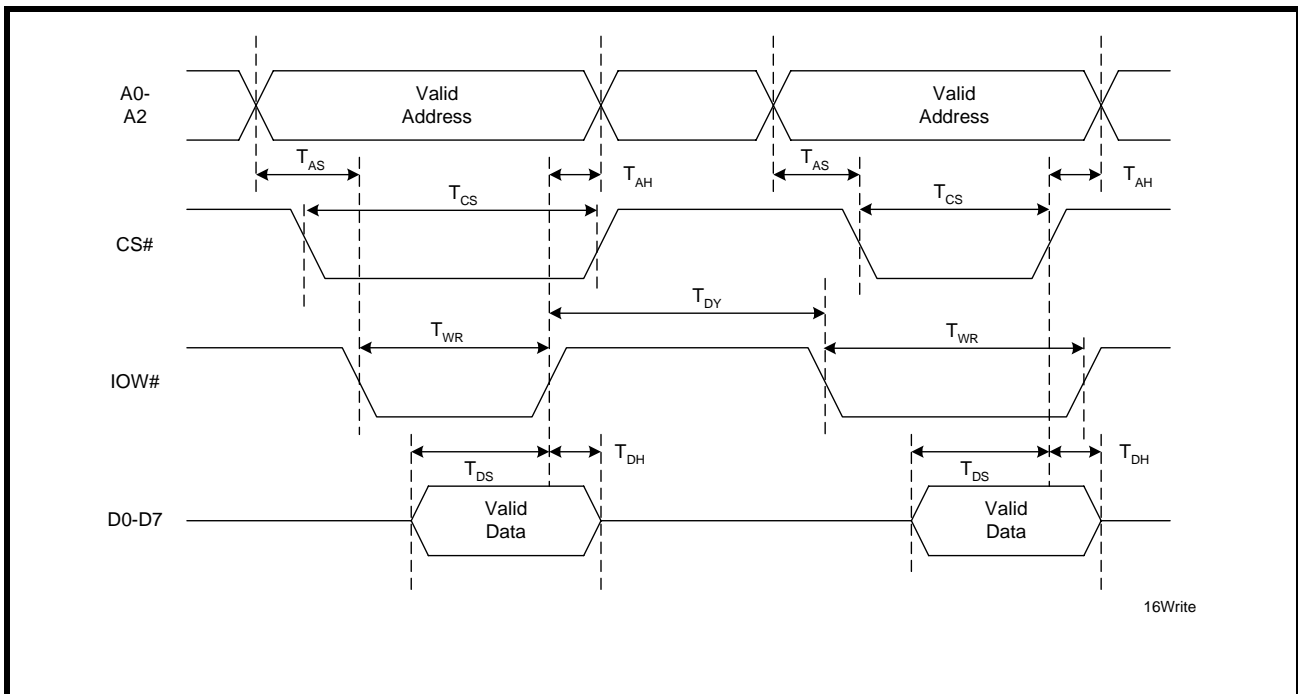 A0-
A2
Valid
Address
Valid
Address
TAS
TAH
TAS
TAH
TCS
TCS
CS#
TDY
TWR
TWR
IOW#
TDH
TDH
TDS
TDS
D0-D7
Valid
Data
Valid
Data
16Write